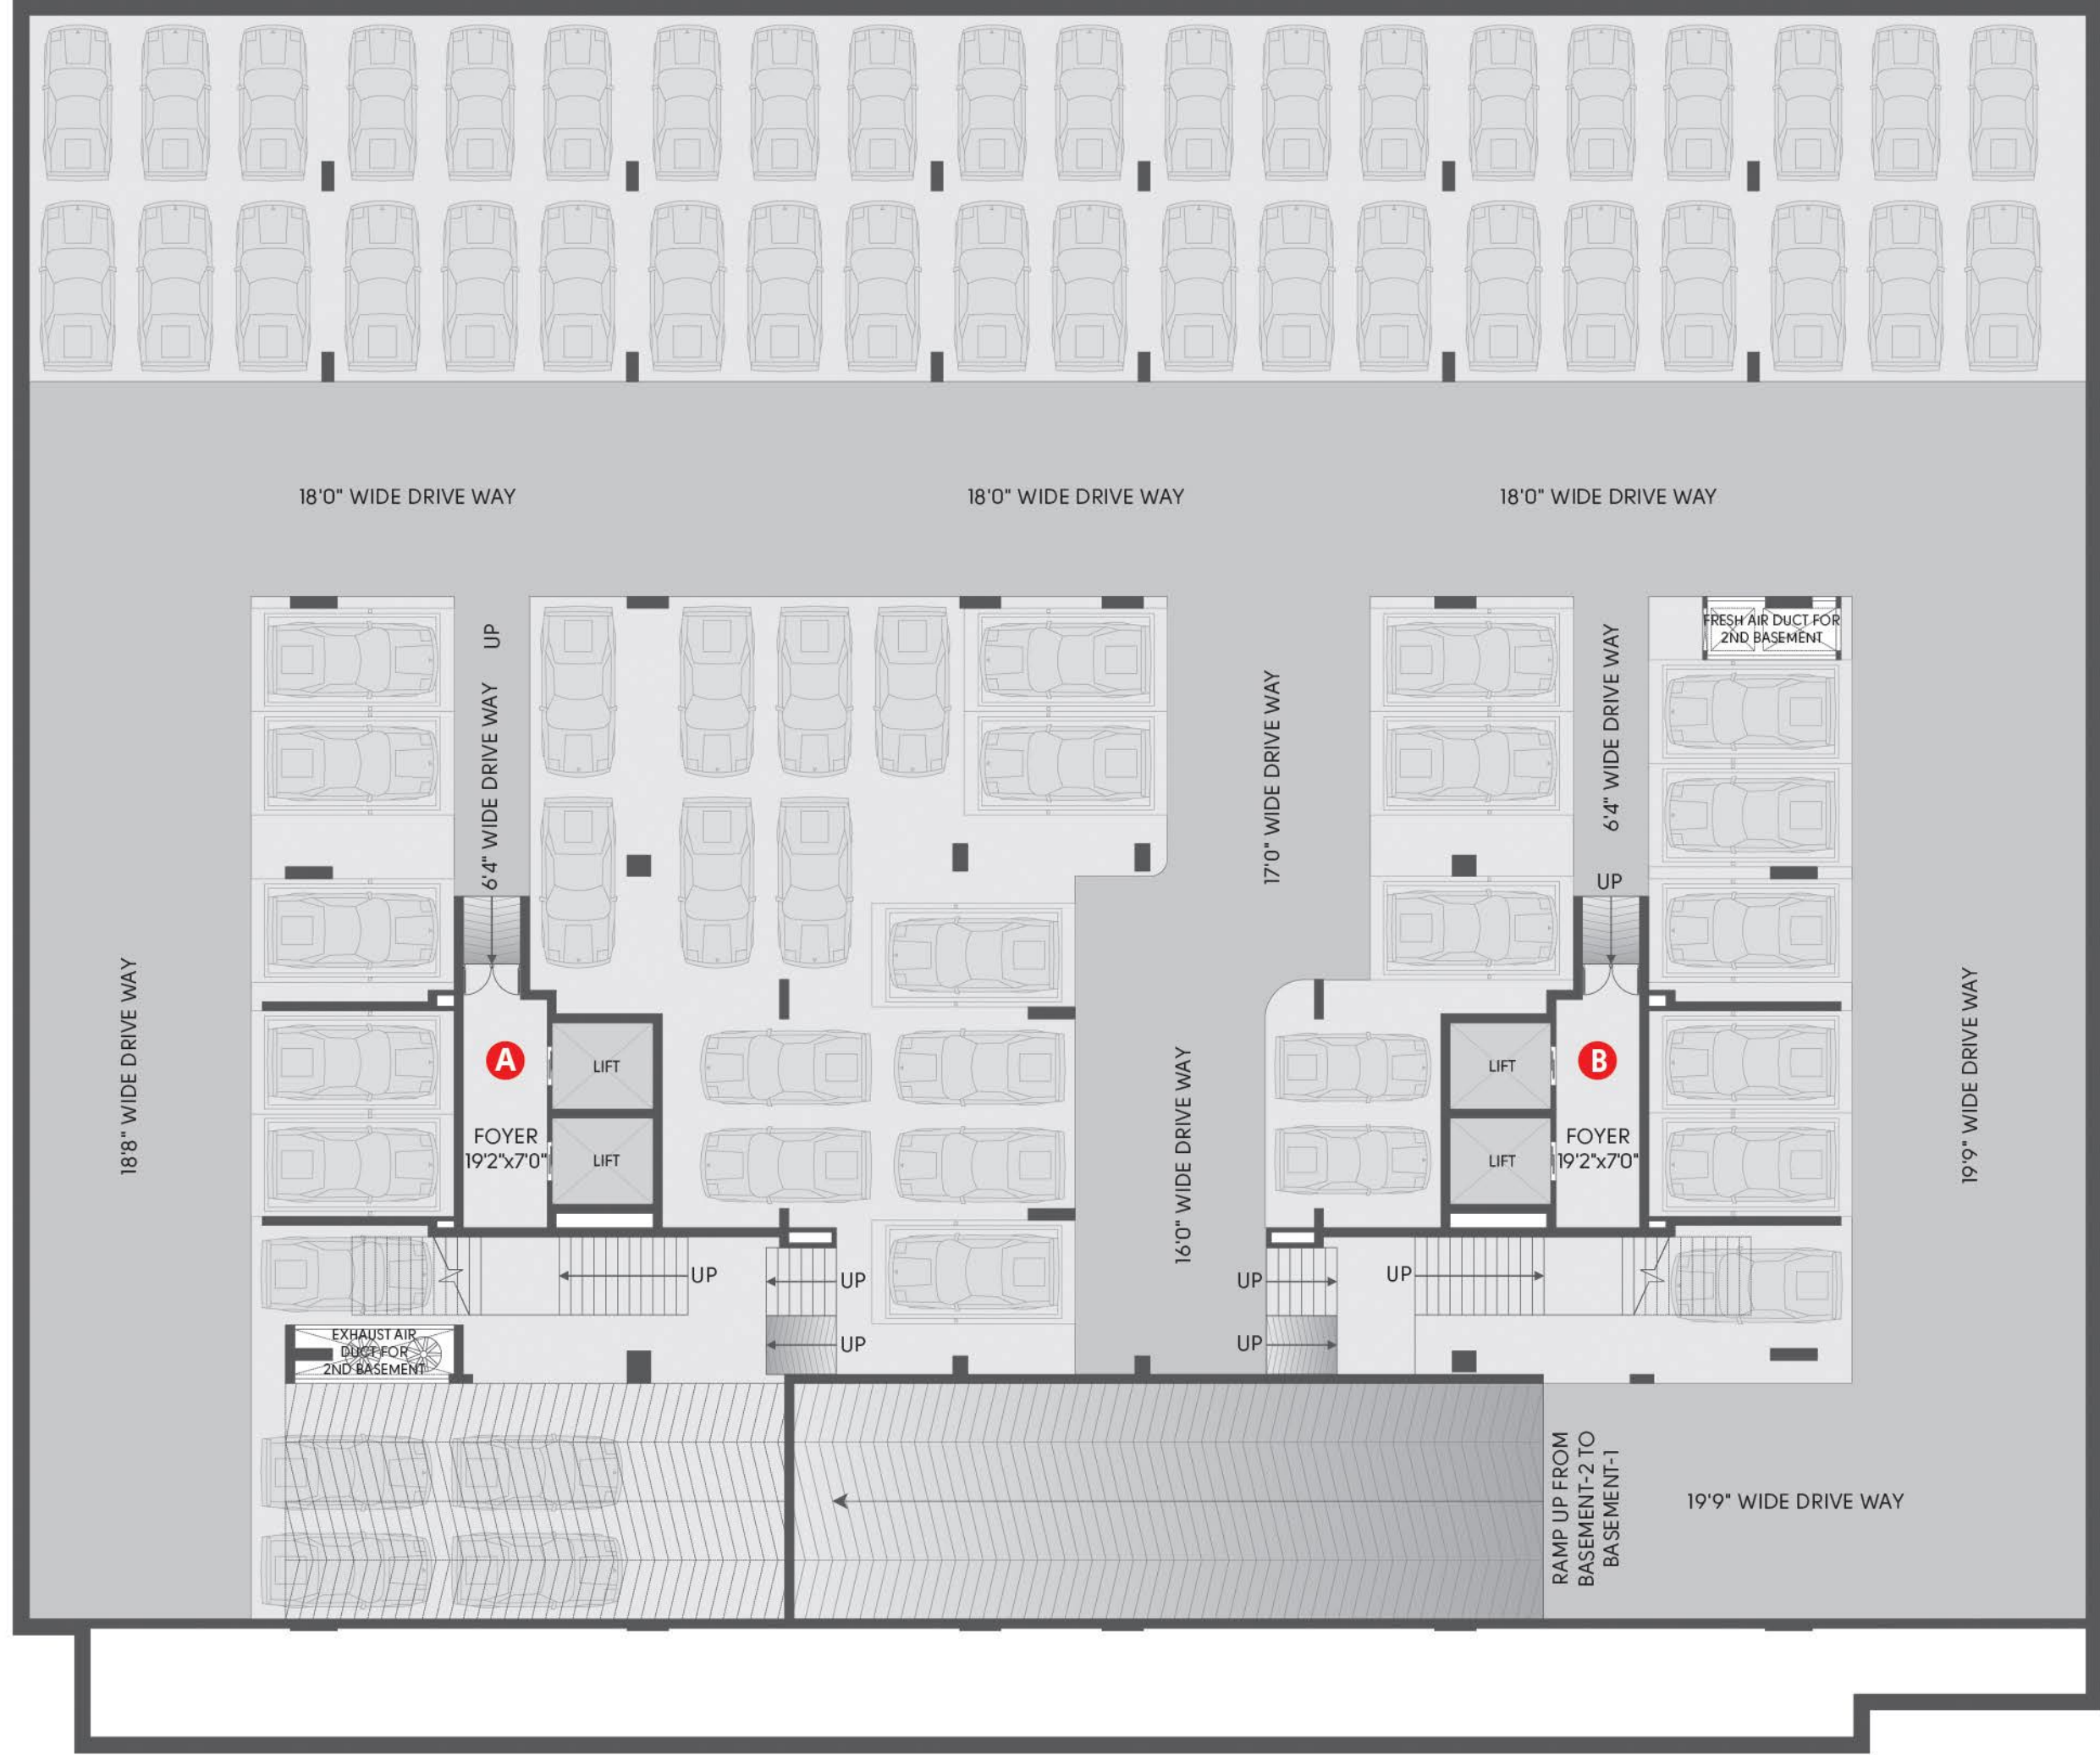 18'0" WIDE DRIVE WAY
18'0" WIDE DRIVE WAY
18'0" WIDE DRIVE WAY
6'4" WIDE DRIVE WAY UP
17'0" WIDE DRIVE WAY
6'4" WIDE DRIVE WAY
UP
FRESH AIR DUCT FOR
2ND BASEMENT
18'8" WIDE DRIVE WAY
A
FOYER
19'2"x7'0"
LIFT
LIFT
16'0" WIDE DRIVE WAY
LIFT
LIFT
B
FOYER
19'2"x7'0"
19'9" WIDE DRIVE WAY
UP
UP
UP
UP
UP
UP
EXHAUST AIR
DUCT FOR
2ND BASEMENT
RAMP UP FROM
BASEMENT-2 TO
BASEMENT-1
19'9" WIDE DRIVE WAY